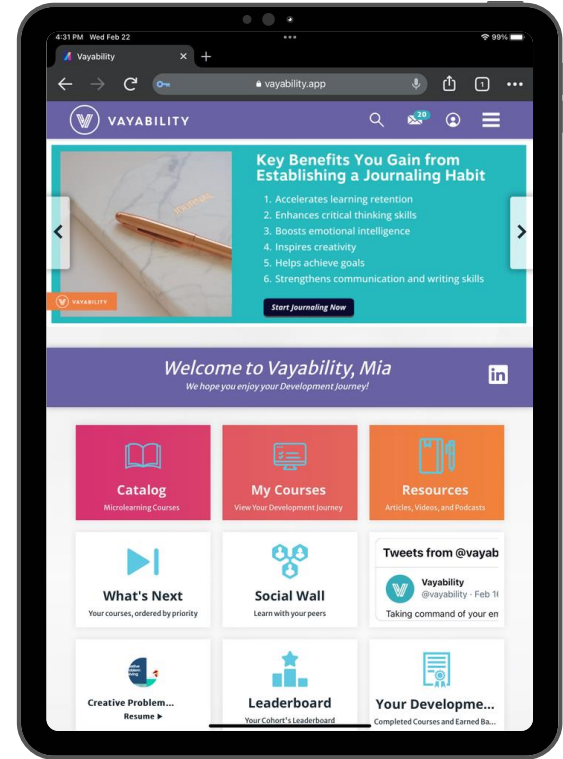 4:31 PM Wed Feb 22
99%
Vayability
vayability.app
1
VAYABILITY
20
JOURNAL
Key Benefits You Gain from
Establishing a Journaling Habit
1. Accelerates learning retention
2. Enhances critical thinking skills
3. Boosts emotional intelligence
4. Inspires creativity
5. Helps achieve goals
6. Strengthens communication and writing skills
VAYABILITY
Start Journaling Now
Welcome to Vayability, Mia
We hope you enjoy your Development Journey!
in
Catalog
Microlearning Courses
My Courses
View Your Development Journey
Resources
Articles, Videos, and Podcasts
What's Next
Your courses, ordered by priority
Social Wall
Learn with your peers
Tweets from @vayab
Vayability
@vayability · Feb 16
Taking command of your em
Creative Problem...
Resume
Leaderboard
Your Cohort's Leaderboard
Your Developme...
Completed Courses and Earned Ba...